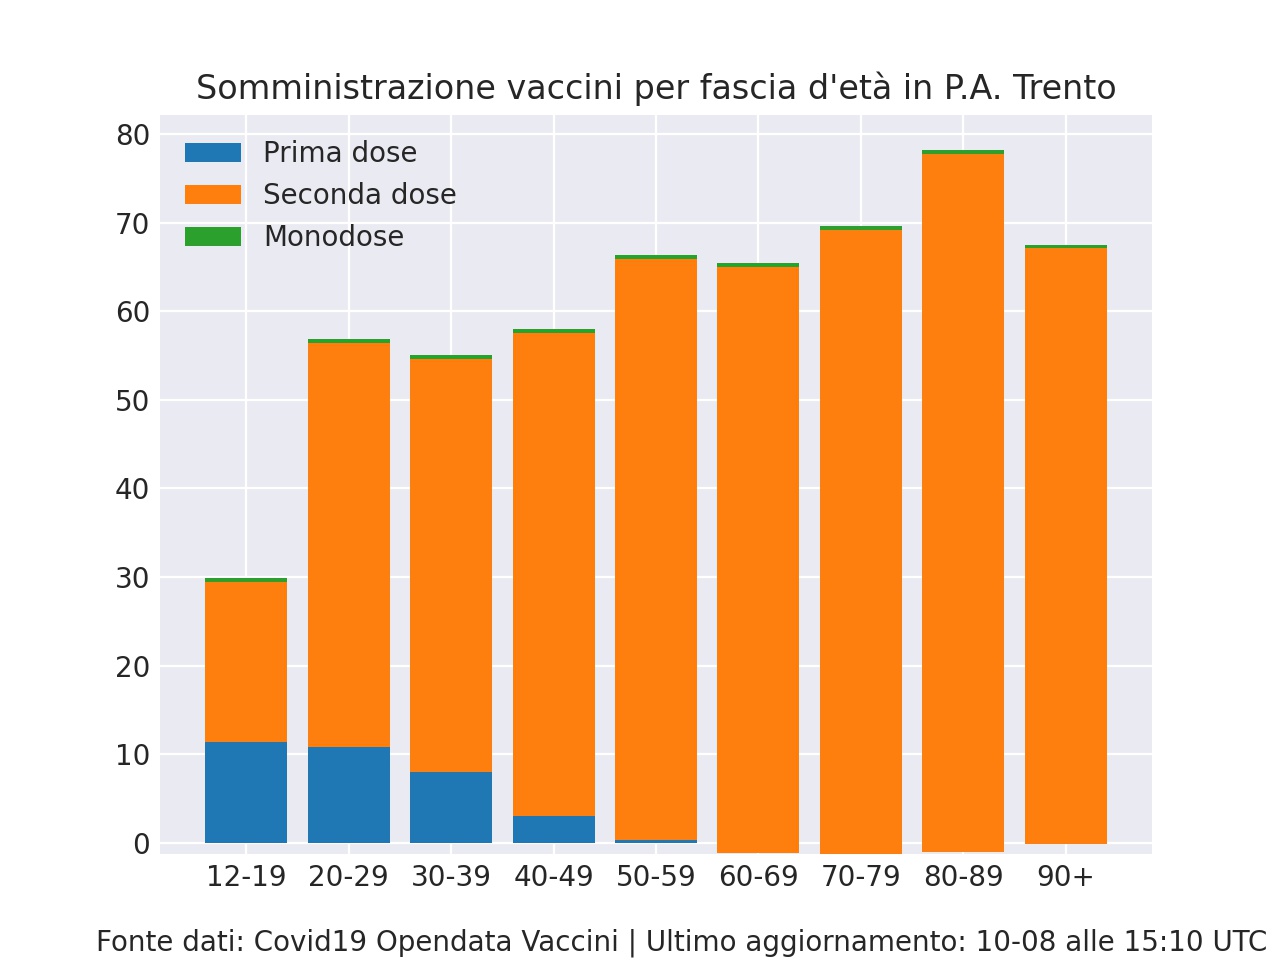 Somministrazione vaccini per fascia d'età in P.A. Trento
80
70
60
50
40
30
20
10
0
Prima dose
Seconda dose
Monodose
12-19 20-29 30-39 40-49 50-59 60-69 70-79 80-89 90+
Fonte dati: Covid19 Opendata Vaccini | Ultimo aggiornamento: 10-08 alle 15:10 UTC